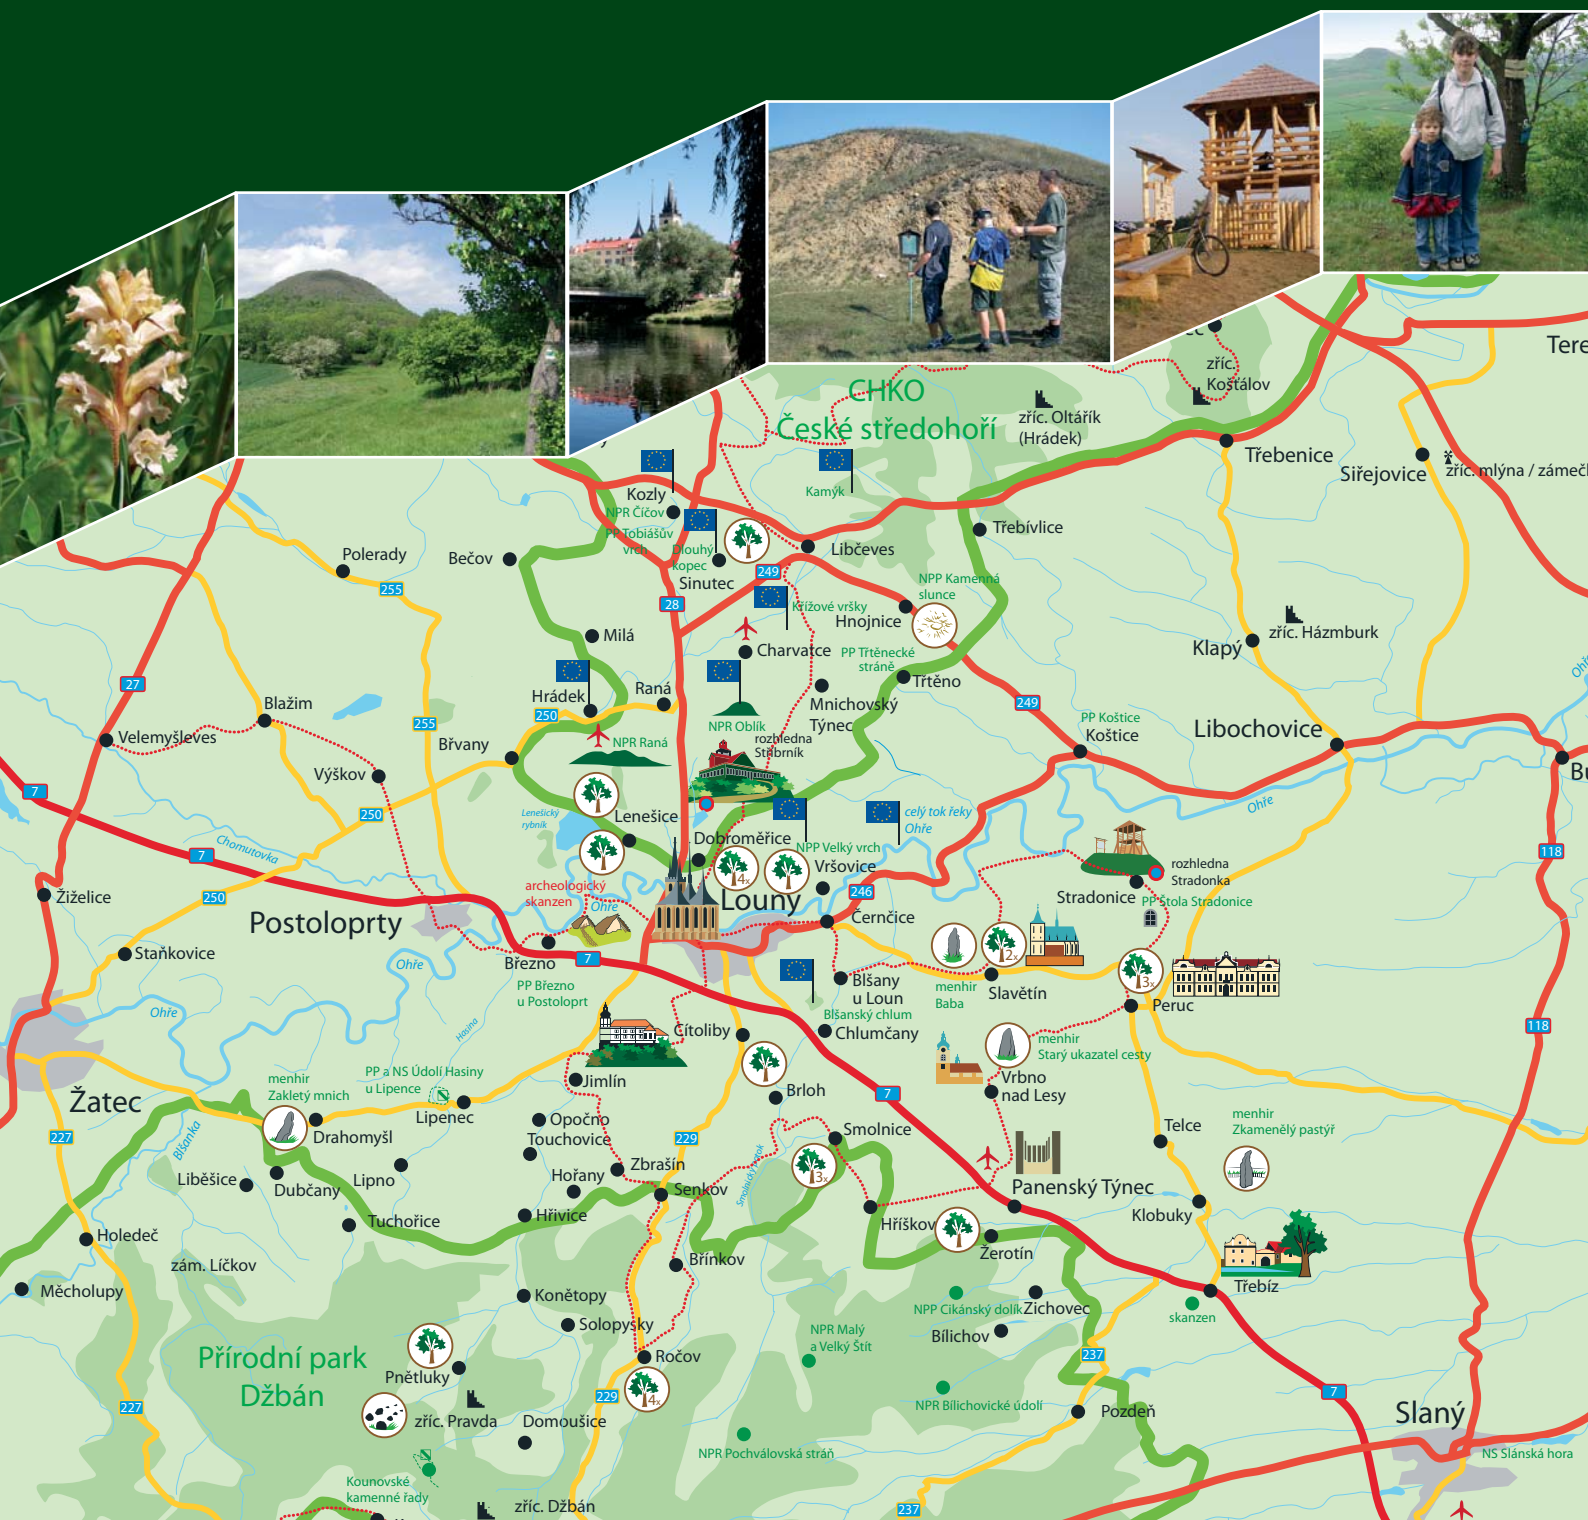 CHKO
České středohoří
zříc.
Košťálov
zříc. Oltářík
(Hrádek)
Třebenice
Siřejovice
zříc. mlýna / zámečk
Tere
Kozly
NPR Číčov
PP Tobiášův
vrch
Kamýk
Dlouhý
kopec
Sinutec
Libčeves
Třebívlice
Polerady
Bečov
255
249
28
NPP Kamenná
slunce
Křížové vršky
Hnojnice
Milá
Charvatce
PP Třtěnecké
stráně
Třtěno
Klapý
zříc. Házmburk
Ohře
27
Blažim
Velemyšleves
255
Hrádek
250
Raná
Mnichovský
Týnec
249
PP Koštice
Koštice
Libochovice
Břvany
NPR Raná
NPR Oblík
rozhledna
Stříbrník
Výškov
Bu
7
250
Lenešický
rybník
Lenešice
celý tok řeky
Ohře
Ohře
Chomutovka
7
Dobroměřice
NPP Velký vrch
Vršovice
4x
246
rozhledna
Stradonka
Stradonice
PP Štola Stradonice
118
Žiželice
250
archeologický
skanzen
Ohře
Louny
Černčice
Postoloprty
Staňkovice
Ohře
Březno
7
PP Březno
u Postoloprt
Blšany
u Loun
Blšanský chlum
Chlumčany
menhir
Baba
2x
Slavětín
3x
Peruc
118
Ohře
Hasina
Cítoliby
menhir
Starý ukazatel cesty
Vrbno
nad Lesy
Žatec
menhir
Zakletý mnich
PP a NS Údolí Hasiny
u Lipence
Jimlín
Brloh
7
Lipenec
Drahomyšl
227
Blšanka
Opočno
Touchovice
229
Smolnice
Telce
menhir
Zkamenělý pastýř
Liběšice
Dubčany
Lipno
Hořany
Zbrašín
Senkov
Smolnický potok
3x
Panenský Týnec
Klobuky
Holedeč
Tuchořice
Hřivice
Hříškov
Žerotín
zám. Líčkov
Břínkov
Měcholupy
Konětopy
NPP Cikánský dolík
Zichovec
Třebíz
skanzen
Solopysky
NPR Malý
a Velký Štít
Bílichov
Přírodní park
Džbán
Ročov
Pnětluky
237
7
227
zříc. Pravda
Domoušice
229
4x
NPR Bílichovické údolí
Pozdeň
Slaný
NPR Pochválovská stráň
NS Slánská hora
Kounovské
kamenné řady
zříc. Džbán
237